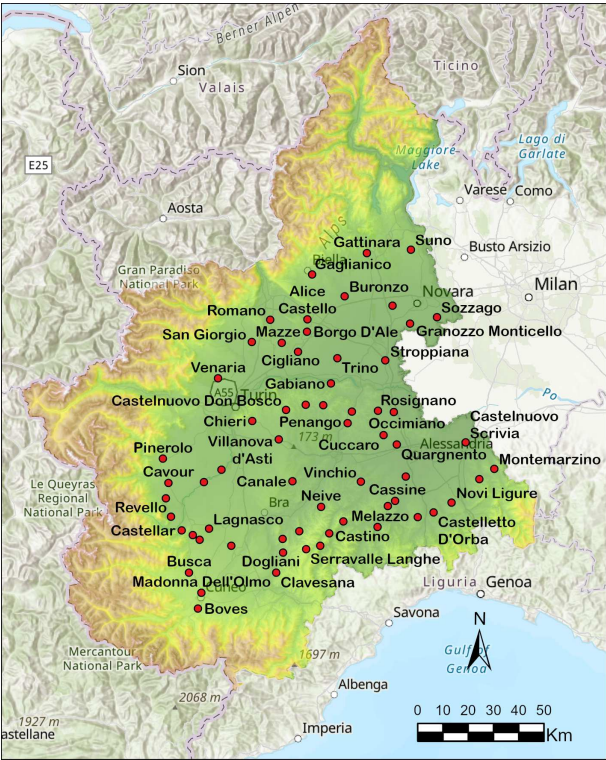 Berner Alpen
Sion
Valais
Ticino
E25
Maggiore
Lake
Lago di
Garlate
Varese
Como
Aosta
Alps
Gattinara
Suno
Busto Arsizio
Biella
Gaglianico
Gran Paradiso
National Park
Alice
Buronzo
Novara
Milan
Romano
Castello
Sozzago
San Giorgio
Mazze
Borgo D'Ale
Granozzo Monticello
Cigliano
Trino
Stroppiana
Venaria
Gabiano
A55
Turin
Po
Castelnuovo Don Bosco
Rosignano
Chieri
Penango
Occimiano
Castelnuovo
Scrivia
Villanova
d'Asti
173 m
Cuccaro
Alessandria
Pinerolo
Quargnento
Montemarzino
Cavour
Canale
Vinchio
Le Queyras
Regional
National Park
Cassine
Novi Ligure
Revello
Bra
Neive
Castellar
Lagnasco
Melazzo
Castelletto
D'Orba
Castino
Busca
Dogliani
Serravalle Langhe
Madonna Dell'Olmo
Clavesana
Cuneo
Liguria
Genoa
Boves
Savona
N
Mercantour
National Park
1697 m
Gulf of
Genoa
2068 m
Albenga
1927 m
astellane
Imperia
0 10 20 30 40 50
Km